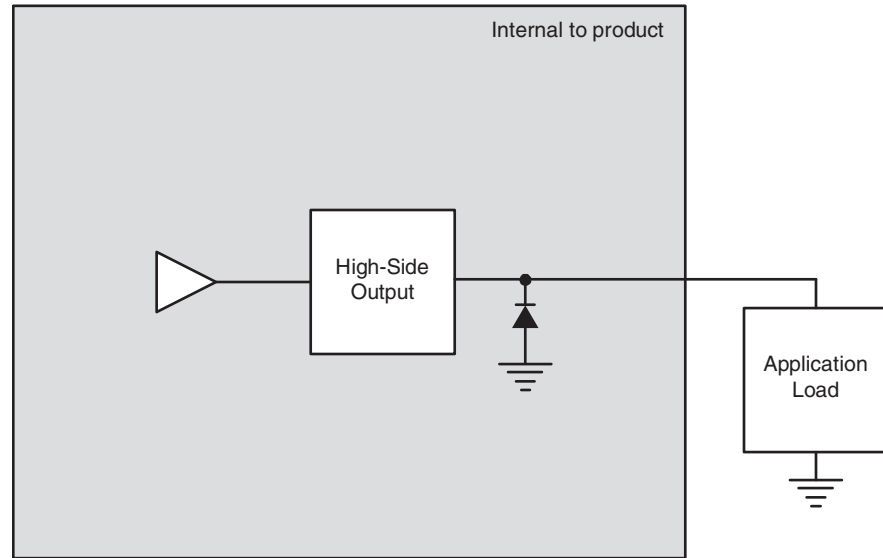 Internal to product
High-Side
Output
Application
Load